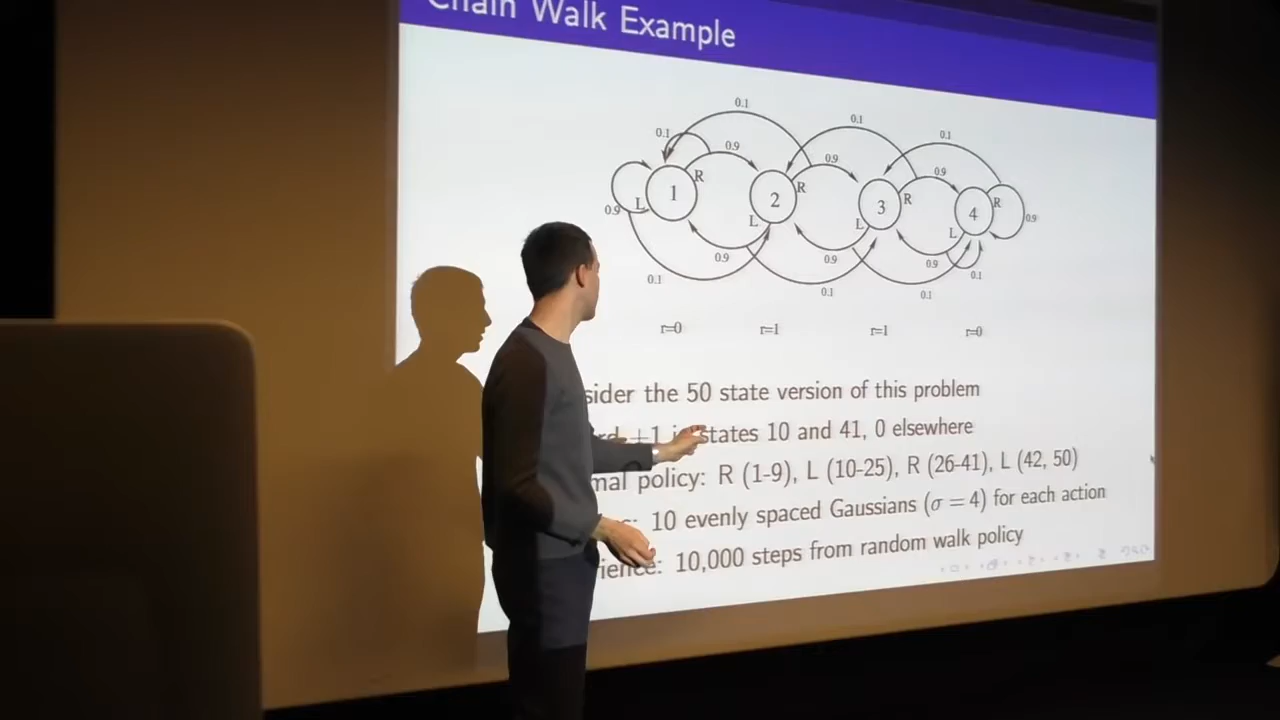 Chain Walk Example
0.1
0.1
0.1
0.1
0.9
0.9
0.9
R
R
R
R
1
2
3
4
L
L
L
L
0.9
0.9
0.9
0.9
0.9
0.1
0.1
0.1
0.1
r=0
r=1
r=1
r=0
sider the 50 state version of this problem
rd +1 in states 10 and 41, 0 elsewhere
mal policy: R (1-9), L (10-25), R (26-41), L (42, 50)
: 10 evenly spaced Gaussians (σ = 4) for each action
ience: 10,000 steps from random walk policy